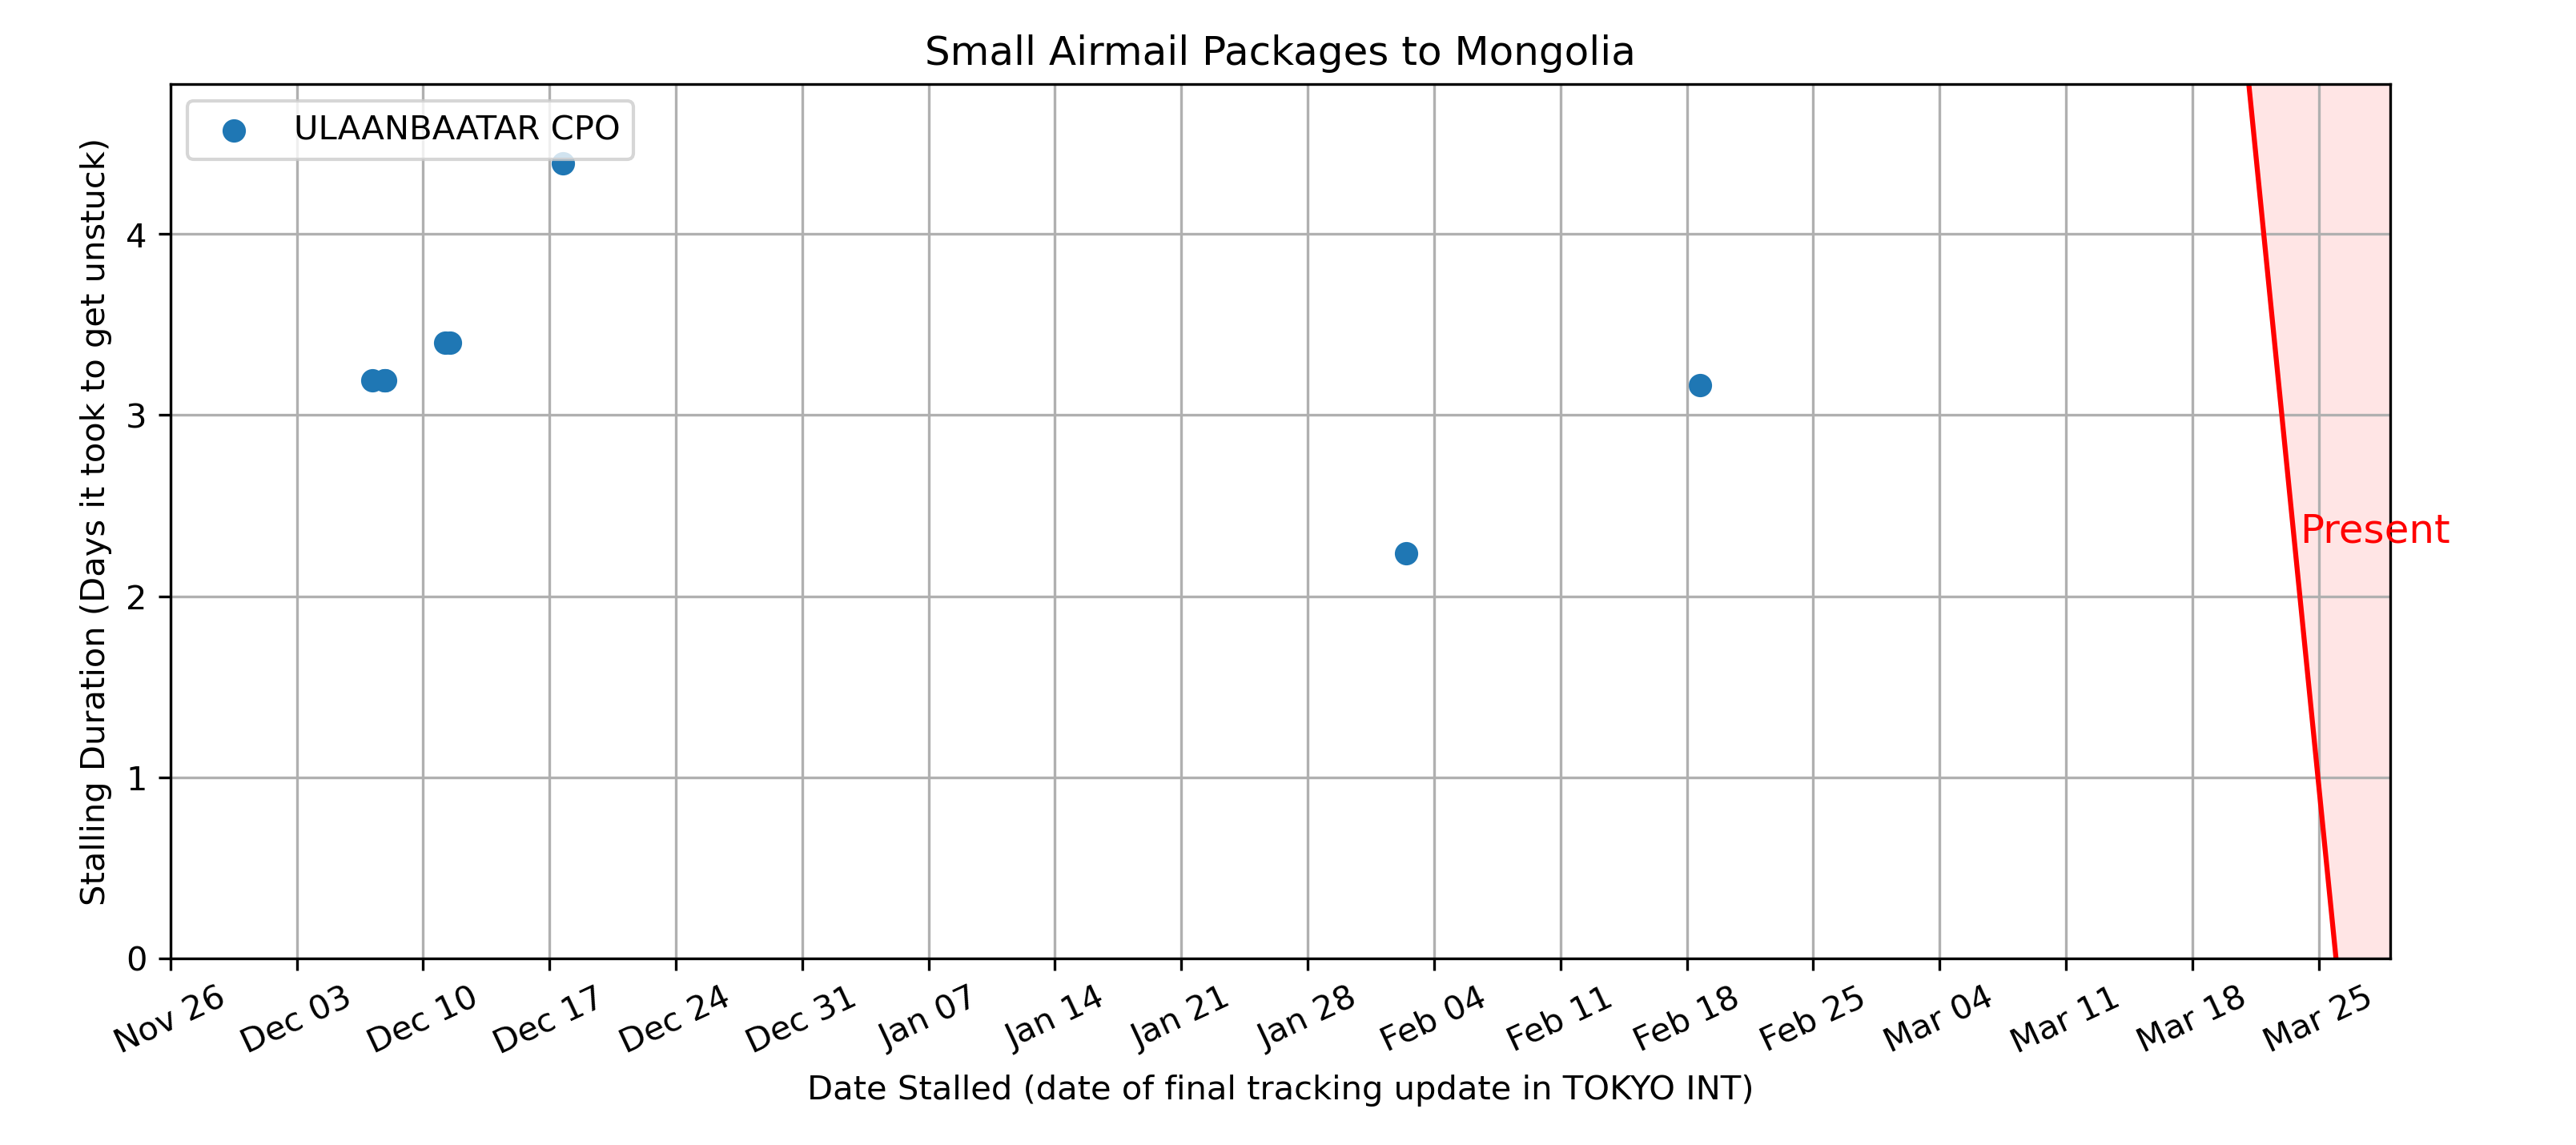 Small Airmail Packages to Mongolia
ULAANBAATAR CPO
Stalling Duration (Days it took to get unstuck)
4
3
2
1
0
Present
Nov 26
Dec 03
Dec 10
Dec 17
Dec 24
Dec 31
Jan 07
Jan 14
Jan 21
Jan 28
Feb 04
Feb 11
Feb 18
Feb 25
Mar 04
Mar 11
Mar 18
Mar 25
Date Stalled (date of final tracking update in TOKYO INT)